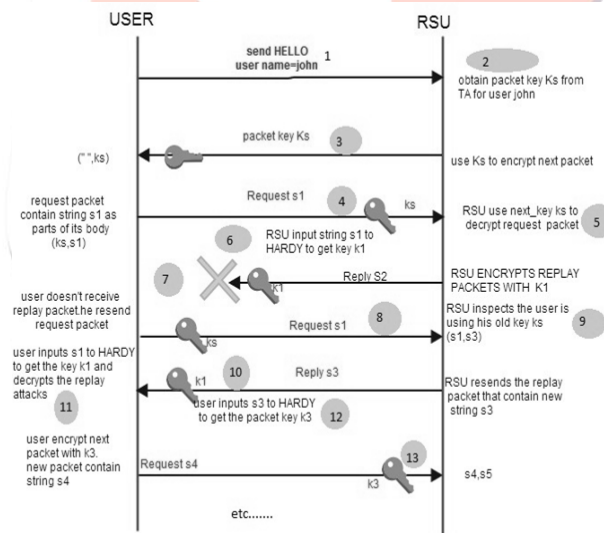 USER
RSU
send HELLO 1
user name=john
2
obtain packet key Ks from
TA for user john
packet key Ks 3
(" ",ks)
use Ks to encrypt next packet
request packet
contain string s1 as
parts of its body
(ks,s1)
Request s1 4
ks
RSU use next_key ks to
decrypt request packet 5
6 RSU input string s1 to
HARDY to get key k1
7
k1
Reply S2
RSU ENCRYPTS REPLAY
PACKETS WITH K1
user doesn't receive
replay packet.he resend
request packet
Request s1 8
ks
RSU inspects the user is
using his old key ks 9
(s1,s3)
user inputs s1 to HARDY
to get the key k1 and
decrypts the replay
attacks
11
k1
10
Reply s3
RSU resends the replay
packet that contain new
string s3
user inputs s3 to HARDY
to get the packet key k3 12
user encrypt next
packet with k3.
new packet contain
string s4
Request s4
13
k3
s4,s5
etc.......